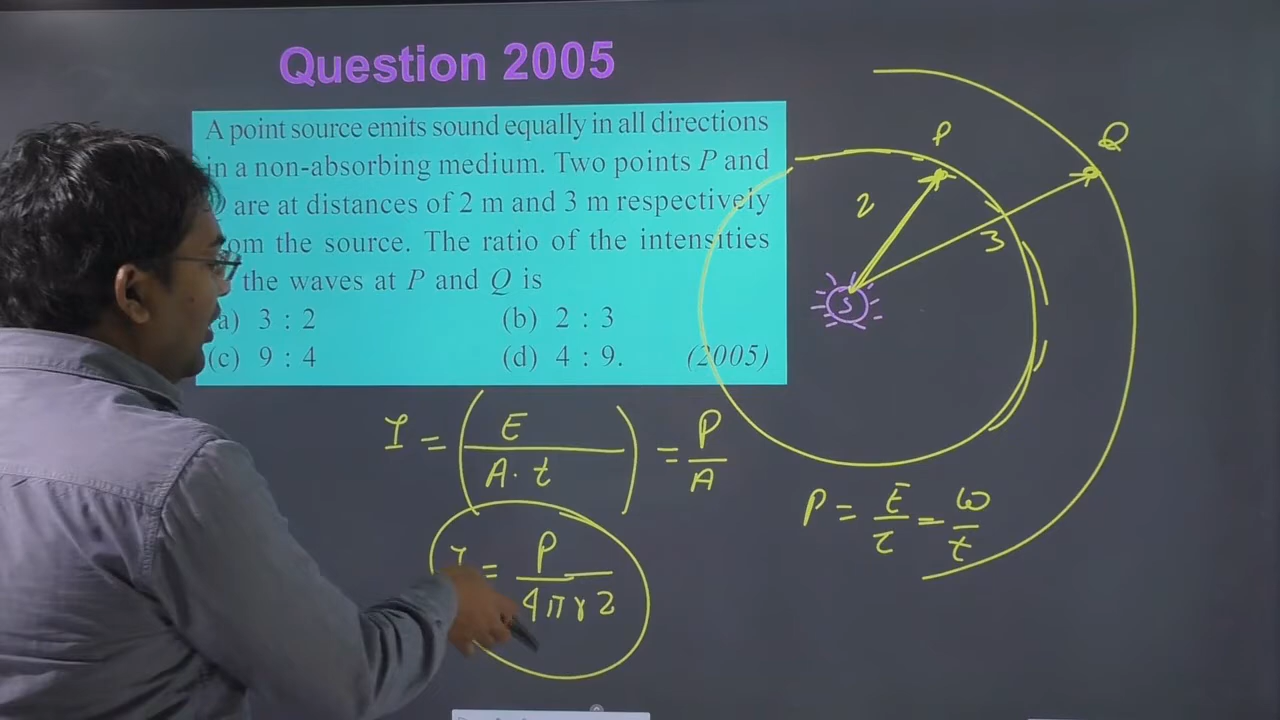 Question 2005
A point source emits sound equally in all directions
in a non-absorbing medium. Two points P and
are at distances of 2 m and 3 m respectively
the source. The ratio of the intensities
the waves at P and Q is
a) 3 : 2 (b) 2 : 3
(c) 9 : 4 (d) 4 : 9. (2005)
P
Q
2
3
S
I = (E / A. t) = P / A
P = E / τ = ω / t
= P / 4πr2